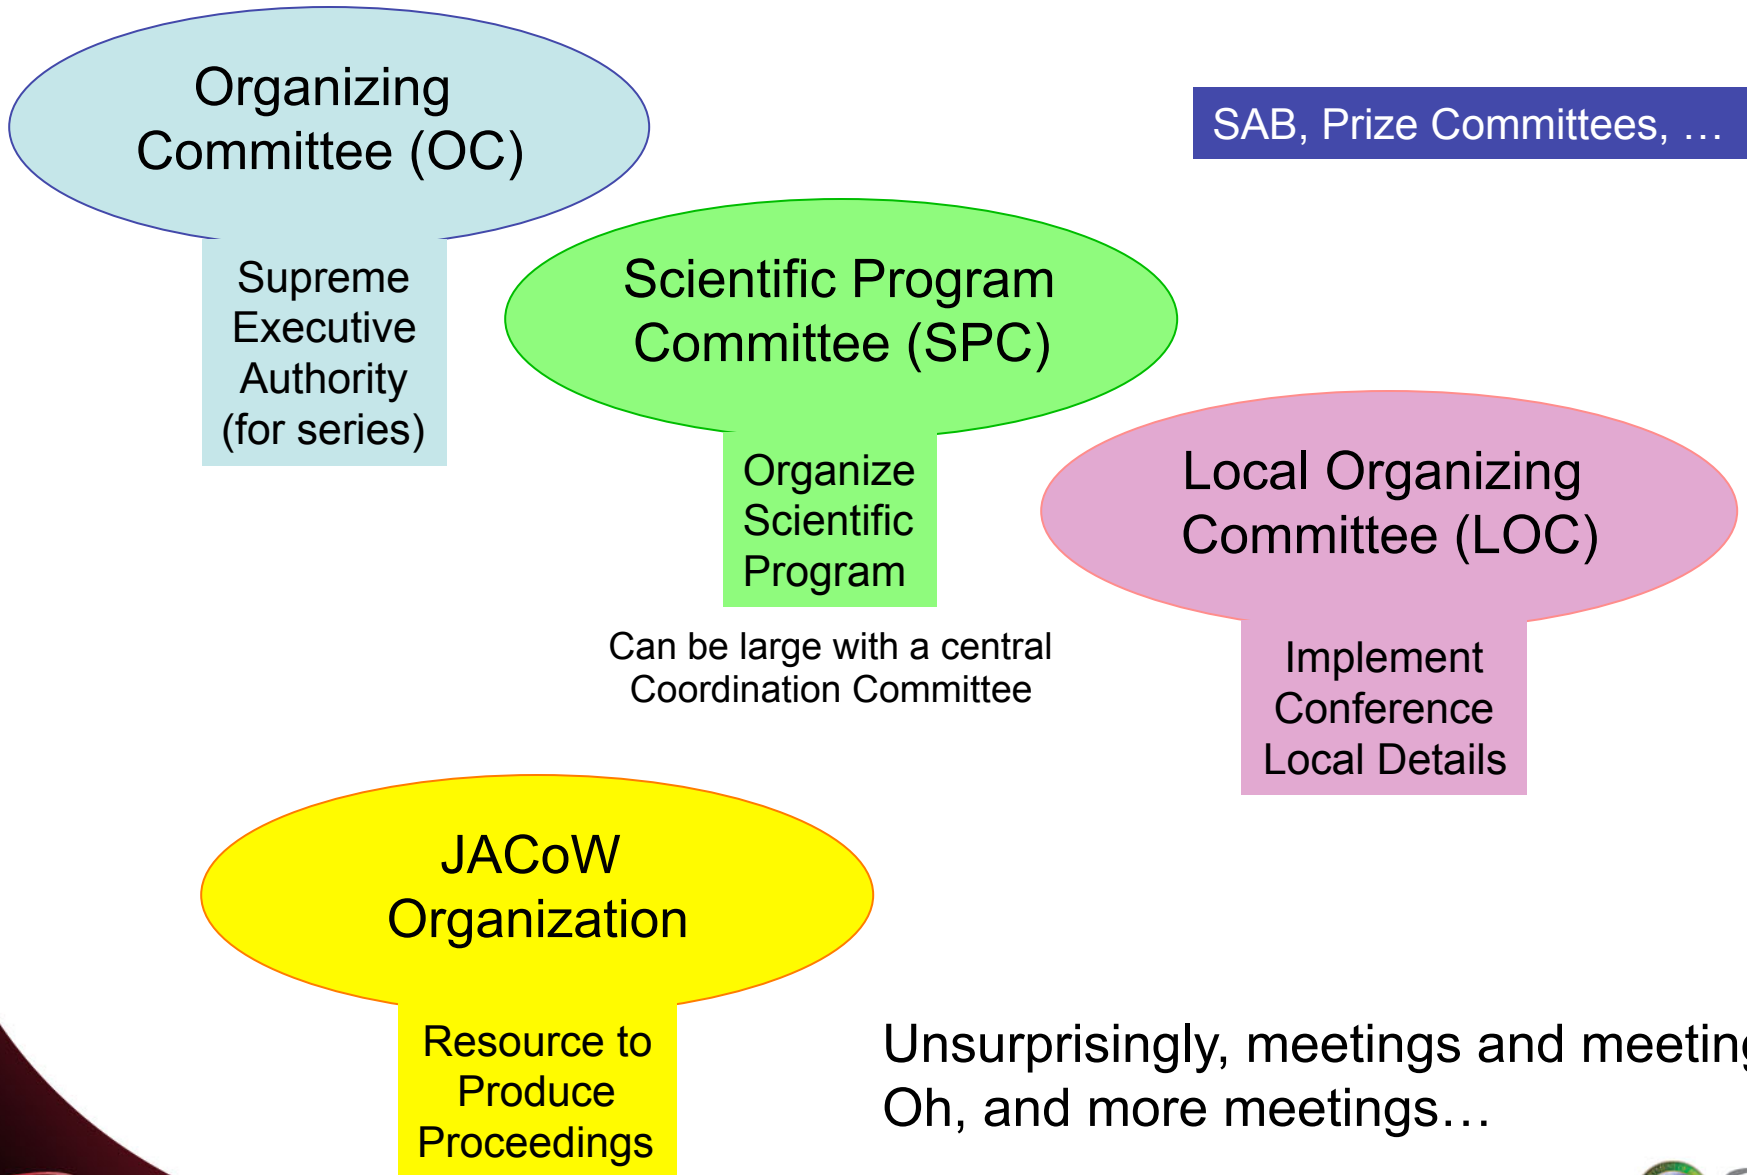 Organizing
Committee (OC)
SAB, Prize Committees, …
Supreme
Executive
Authority
(for series)
Scientific Program
Committee (SPC)
Organize
Scientific
Program
Can be large with a central
Coordination Committee
Local Organizing
Committee (LOC)
Implement
Conference
Local Details
JACoW
Organization
Resource to
Produce
Proceedings
Unsurprisingly, meetings and
Oh, and more meetings…